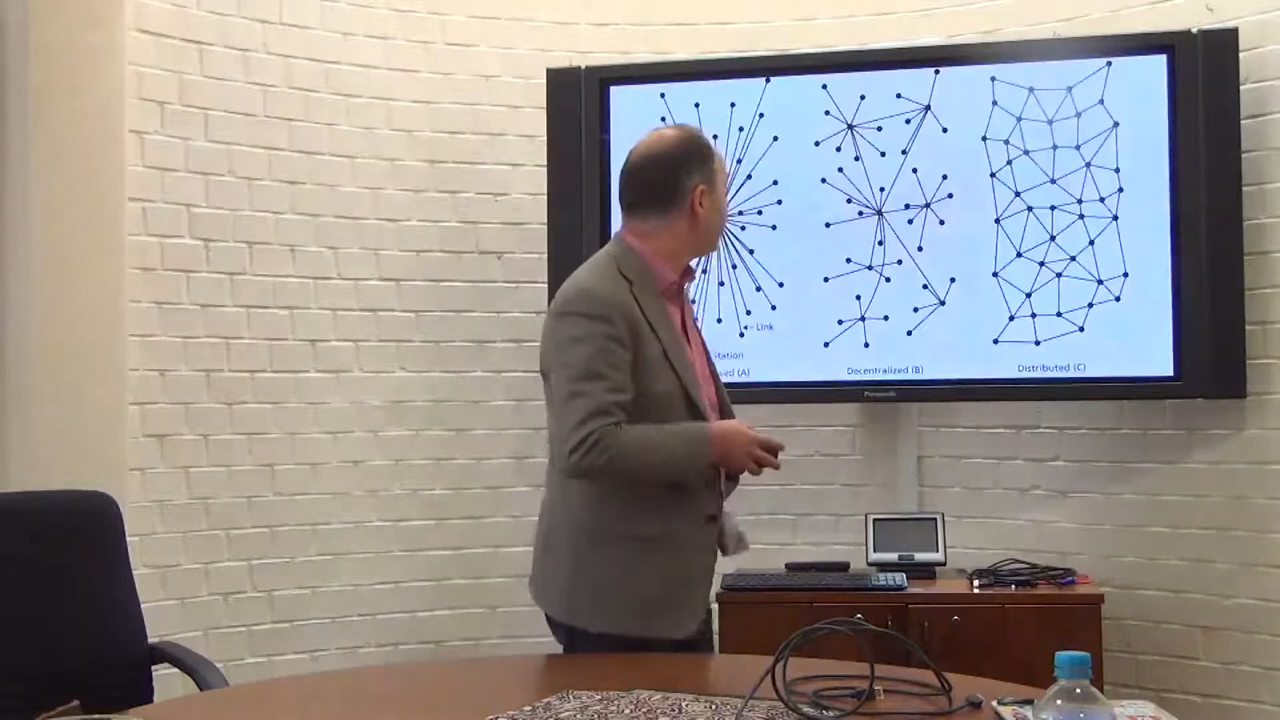 Link
Station
Decentralized (B)
Distributed (C)
(A)
Panasonic